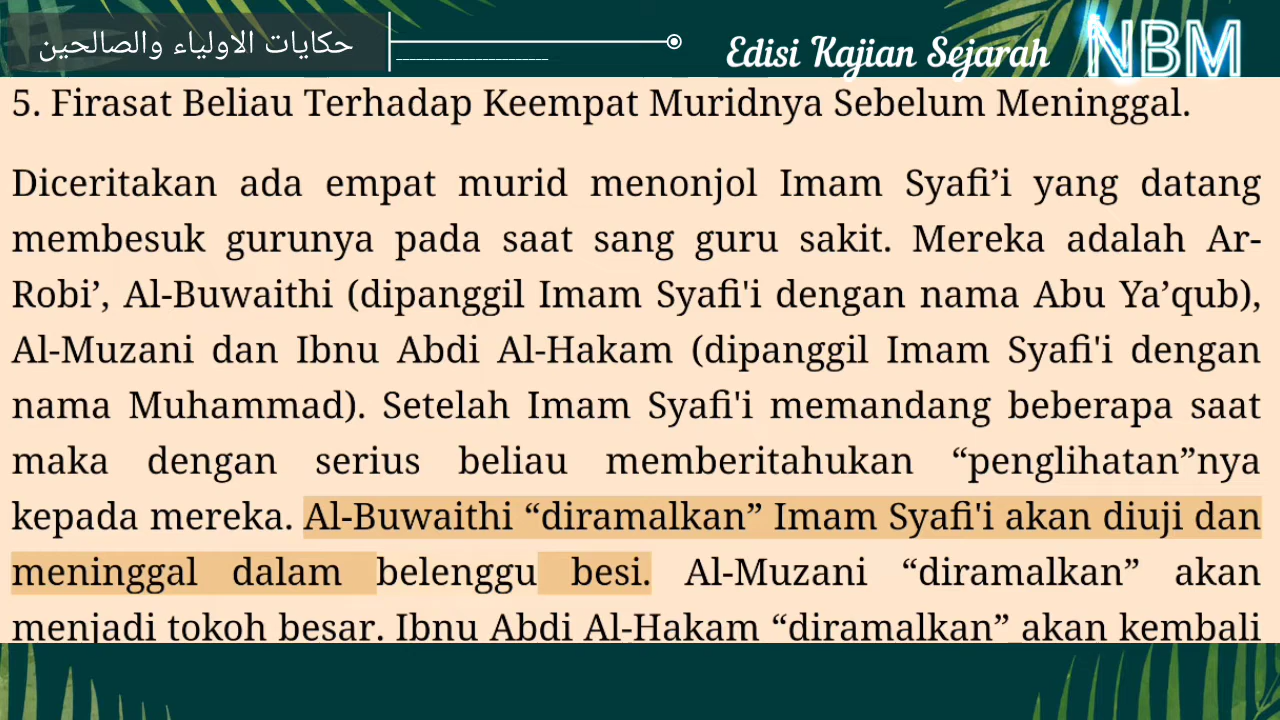 حكايات الاولياء والصالحين
Edisi Kajian Sejarah
NBM
5. Firasat Beliau Terhadap Keempat Muridnya Sebelum Meninggal.
Diceritakan ada empat murid menonjol Imam Syafi’i yang datang
membesuk gurunya pada saat sang guru sakit. Mereka adalah Ar-
Robi’, Al-Buwaithi (dipanggil Imam Syafi'i dengan nama Abu Ya’qub),
Al-Muzani dan Ibnu Abdi Al-Hakam (dipanggil Imam Syafi'i dengan
nama Muhammad). Setelah Imam Syafi'i memandang beberapa saat
maka dengan serius beliau memberitahukan “penglihatan”nya
kepada mereka. Al-Buwaithi “diramalkan” Imam Syafi'i akan diuji dan
meninggal dalam belenggu besi. Al-Muzani “diramalkan” akan
menjadi tokoh besar. Ibnu Abdi Al-Hakam “diramalkan” akan kembali